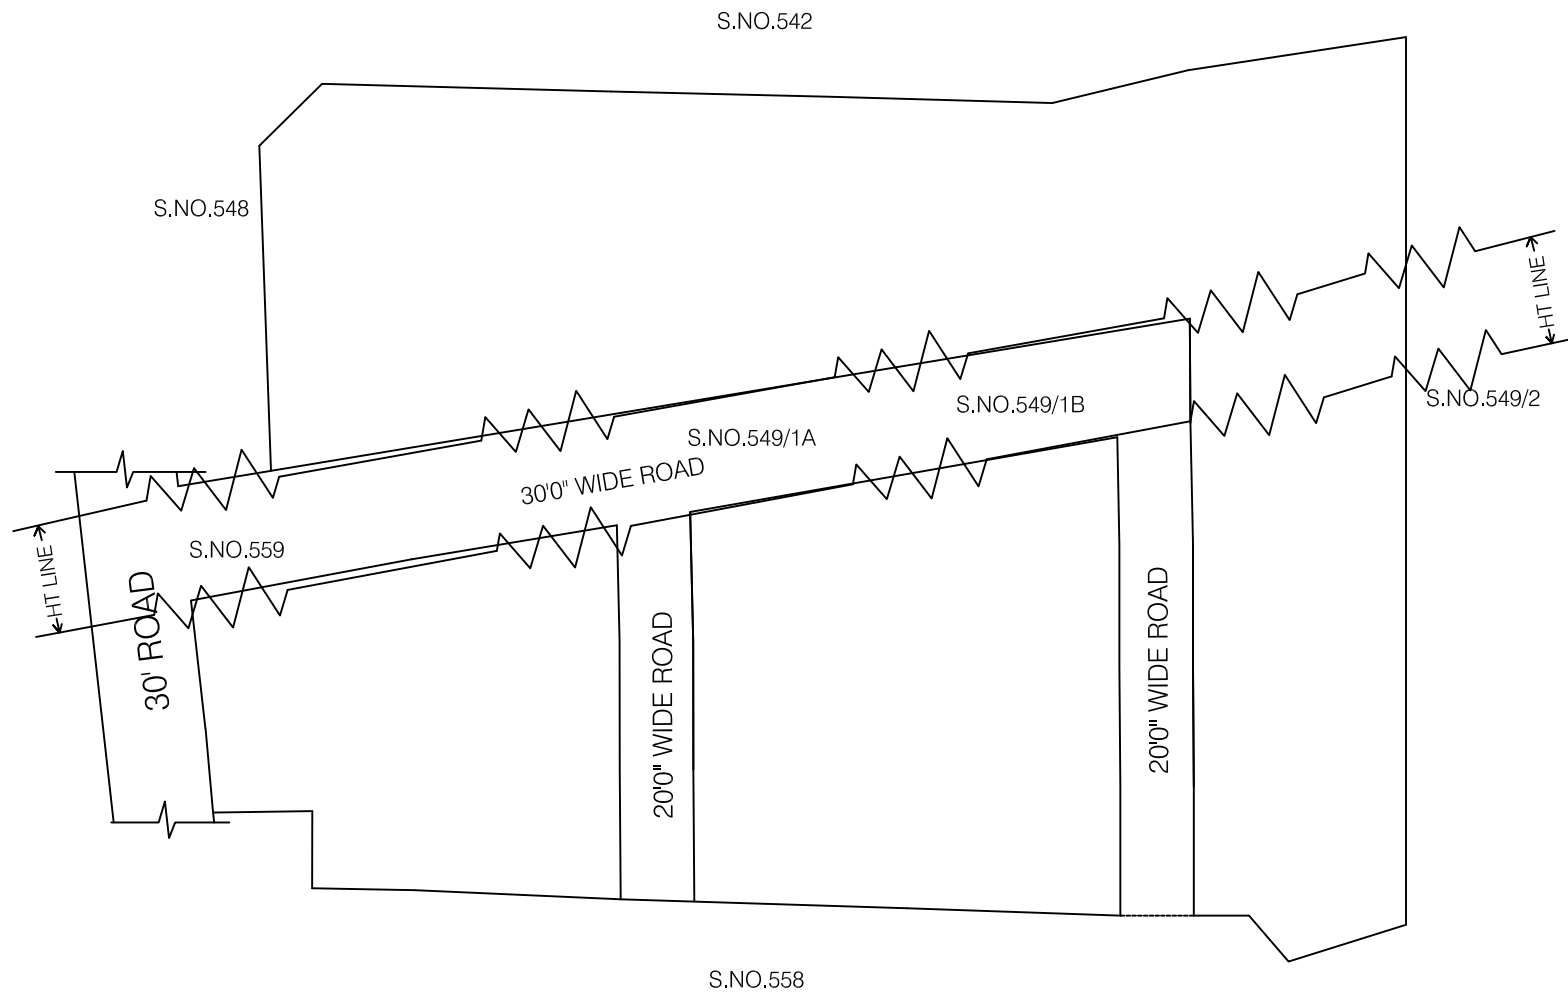 S.NO.542
S.NO.548
HT LINE
S.NO.549/2
S.NO.549/1B
S.NO.549/1A
30'0" WIDE ROAD
S.NO.559
HT LINE
30' ROAD
20'0" WIDE ROAD
20'0" WIDE ROAD
S.NO.558